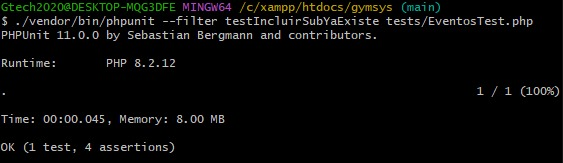 Gtech2020@DESKTOP-MQG3DFE MINGW64 /c/xampp/htdocs/gymsys (main)
$ ./vendor/bin/phpunit --filter testIncluirSubYaExiste tests/EventosTest.php
PHPUnit 11.0.0 by Sebastian Bergmann and contributors.
Runtime:       PHP 8.2.12
.                                                                   1 / 1 (100%)
Time: 00:00.045, Memory: 8.00 MB
OK (1 test, 4 assertions)